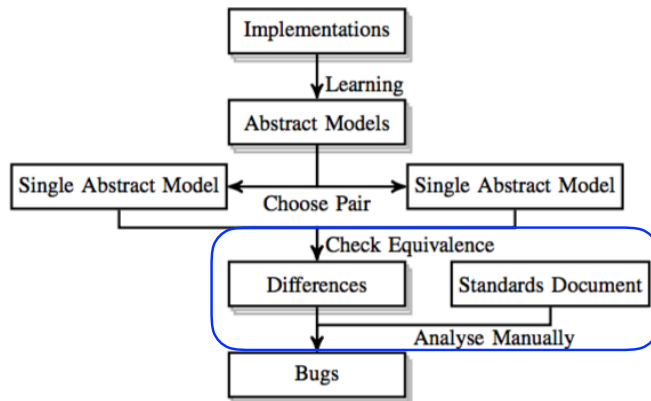 Implementations
Learning
Abstract Models
Single Abstract Model
Single Abstract Model
Choose Pair
Check Equivalence
Differences
Standards Document
Analyse Manually
Bugs